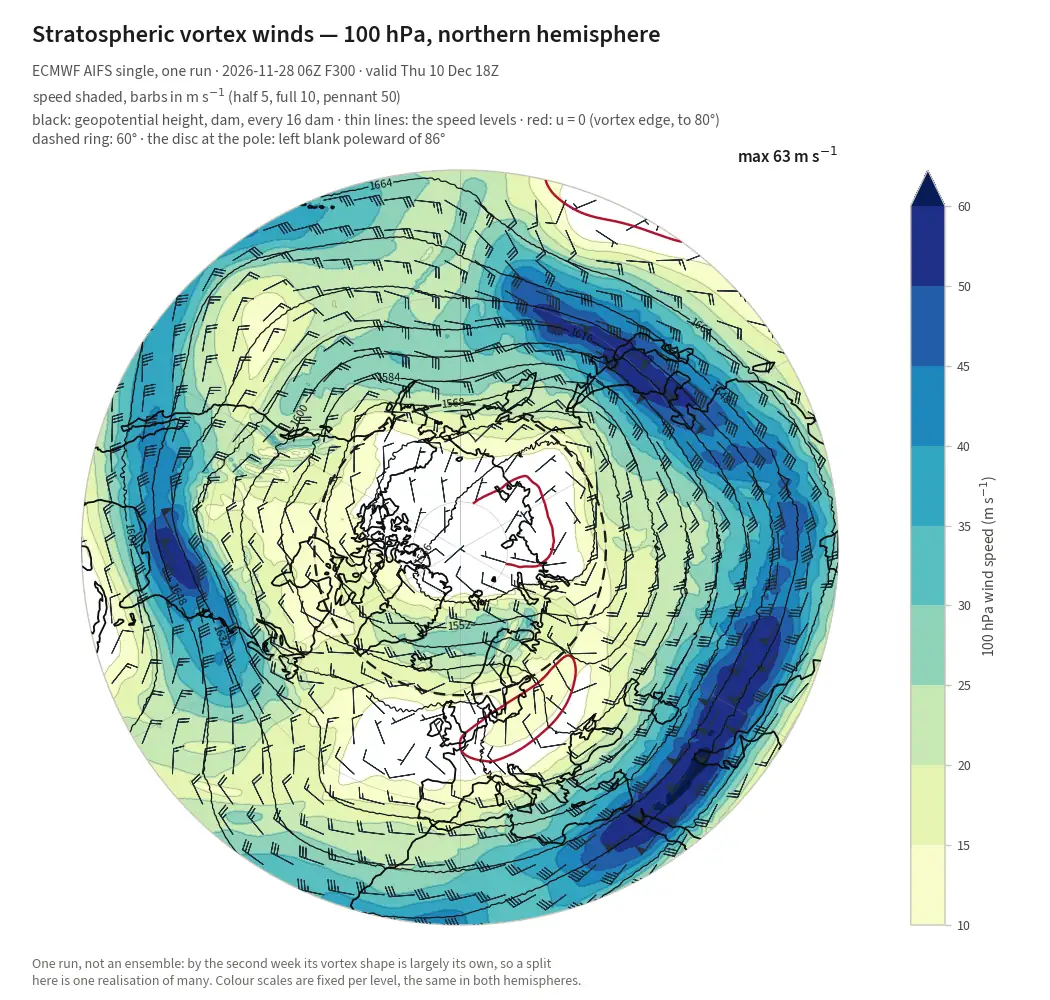 Stratospheric vortex winds — 100 hPa, northern hemisphere
ECMWF AIFS single, one run · 2026-11-28 06Z F300 · valid Thu 10 Dec 18Z
speed shaded, barbs in m s⁻¹ (half 5, full 10, pennant 50)
black: geopotential height, dam, every 16 dam · thin lines: the speed levels · red: u = 0 (vortex edge, to 80°)
dashed ring: 60° · the disc at the pole: left blank poleward of 86°
max 63 m s⁻¹
1664
1616
1584
1568
1600
1552
1632
60
50
45
40
35
30
25
20
15
10
100 hPa wind speed (m s⁻¹)
One run, not an ensemble: by the second week its vortex shape is largely its own, so a split
here is one realisation of many. Colour scales are fixed per level, the same in both hemispheres.